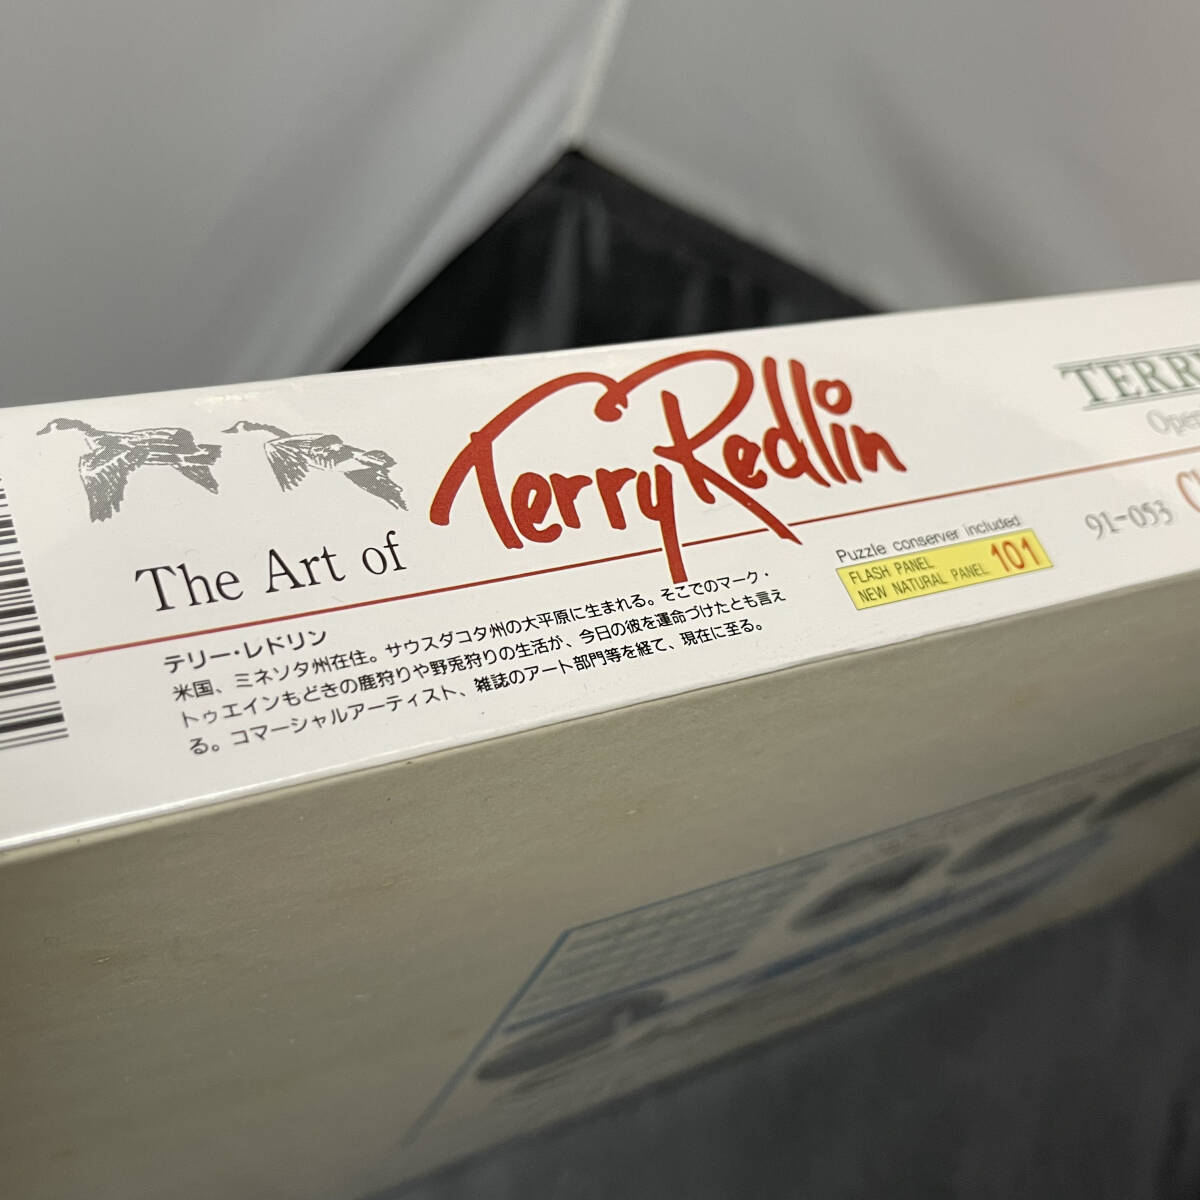 The Art of Terry Redlin
テリー・レドリン
米国、ミネソタ州在住。サウスダコタ州の大平原に生まれる。そこでのマーク・
トゥエインもどきの鹿狩りや野兎狩りの生活が、今日の彼を運命づけたとも言え
る。コマーシャルアーティスト、雑誌のアート部門等を経て、現在に至る。
Puzzle conserver included
FLASH PANEL
NEW NATURAL PANEL 101
TERR
Open
91-053